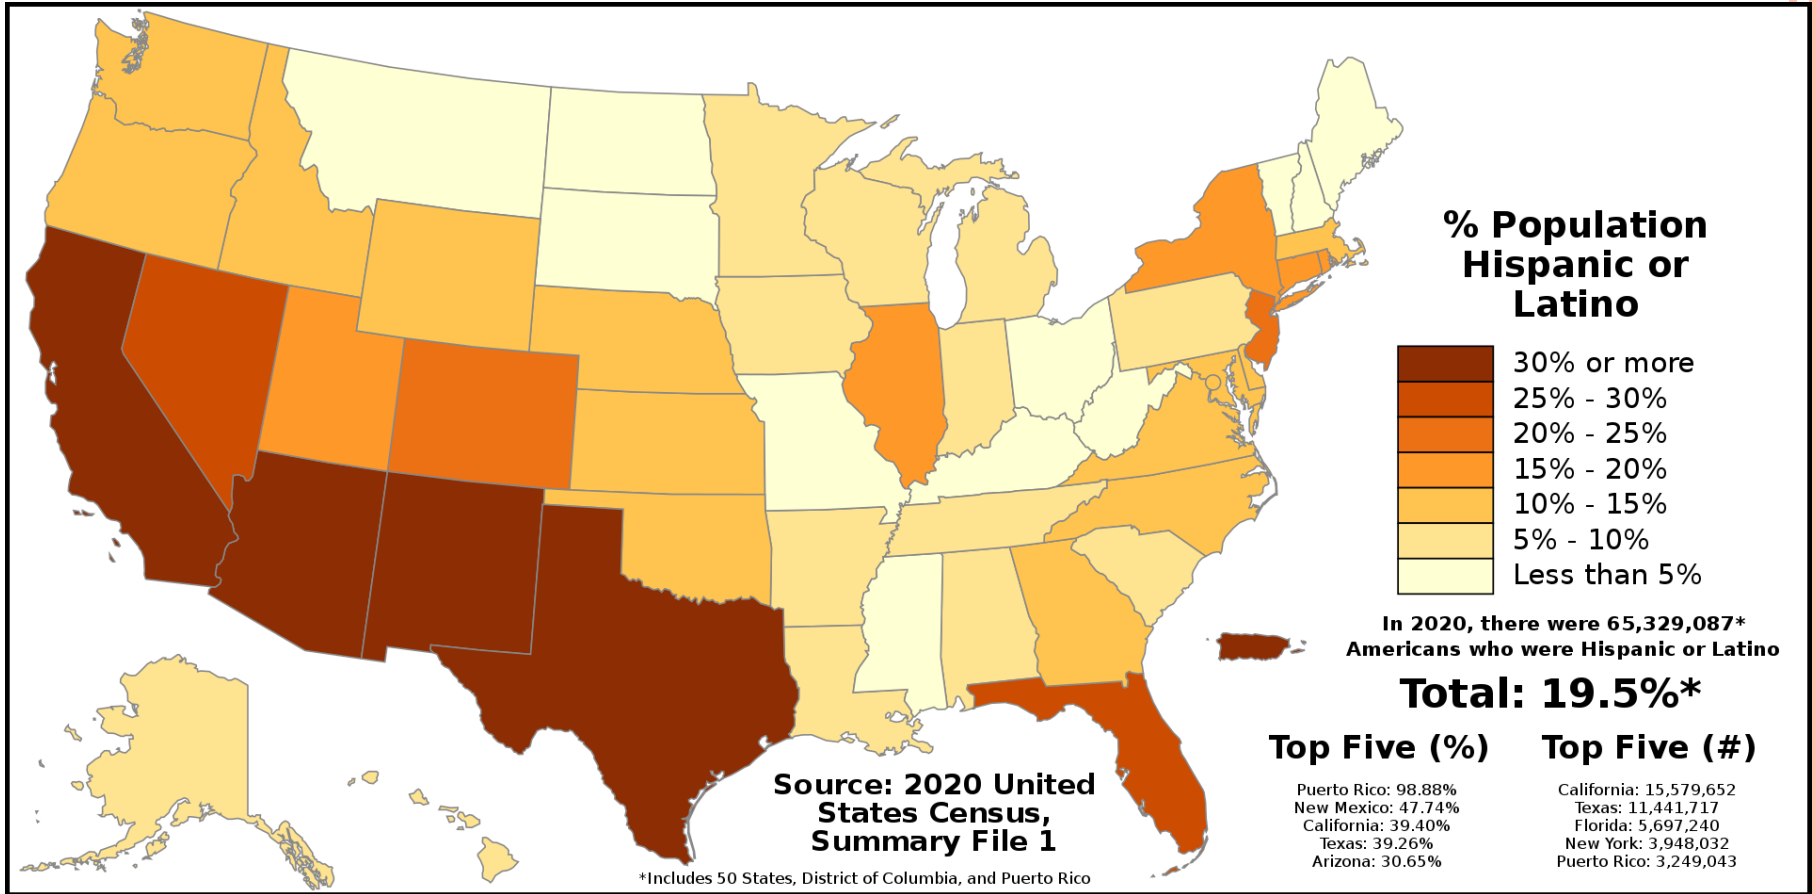 % Population
Hispanic or
Latino
30% or more
25% - 30%
20% - 25%
15% - 20%
10% - 15%
5% - 10%
Less than 5%
In 2020, there were 65,329,087*
Americans who were Hispanic or Latino
Total: 19.5%*
Top Five (%)
Puerto Rico: 98.88%
New Mexico: 47.74%
California: 39.40%
Texas: 39.26%
Arizona: 30.65%
Top Five (#)
California: 15,579,652
Texas: 11,441,717
Florida: 5,697,240
New York: 3,948,032
Puerto Rico: 3,249,043
Source: 2020 United
States Census,
Summary File 1
*Includes 50 States, District of Columbia, and Puerto Rico